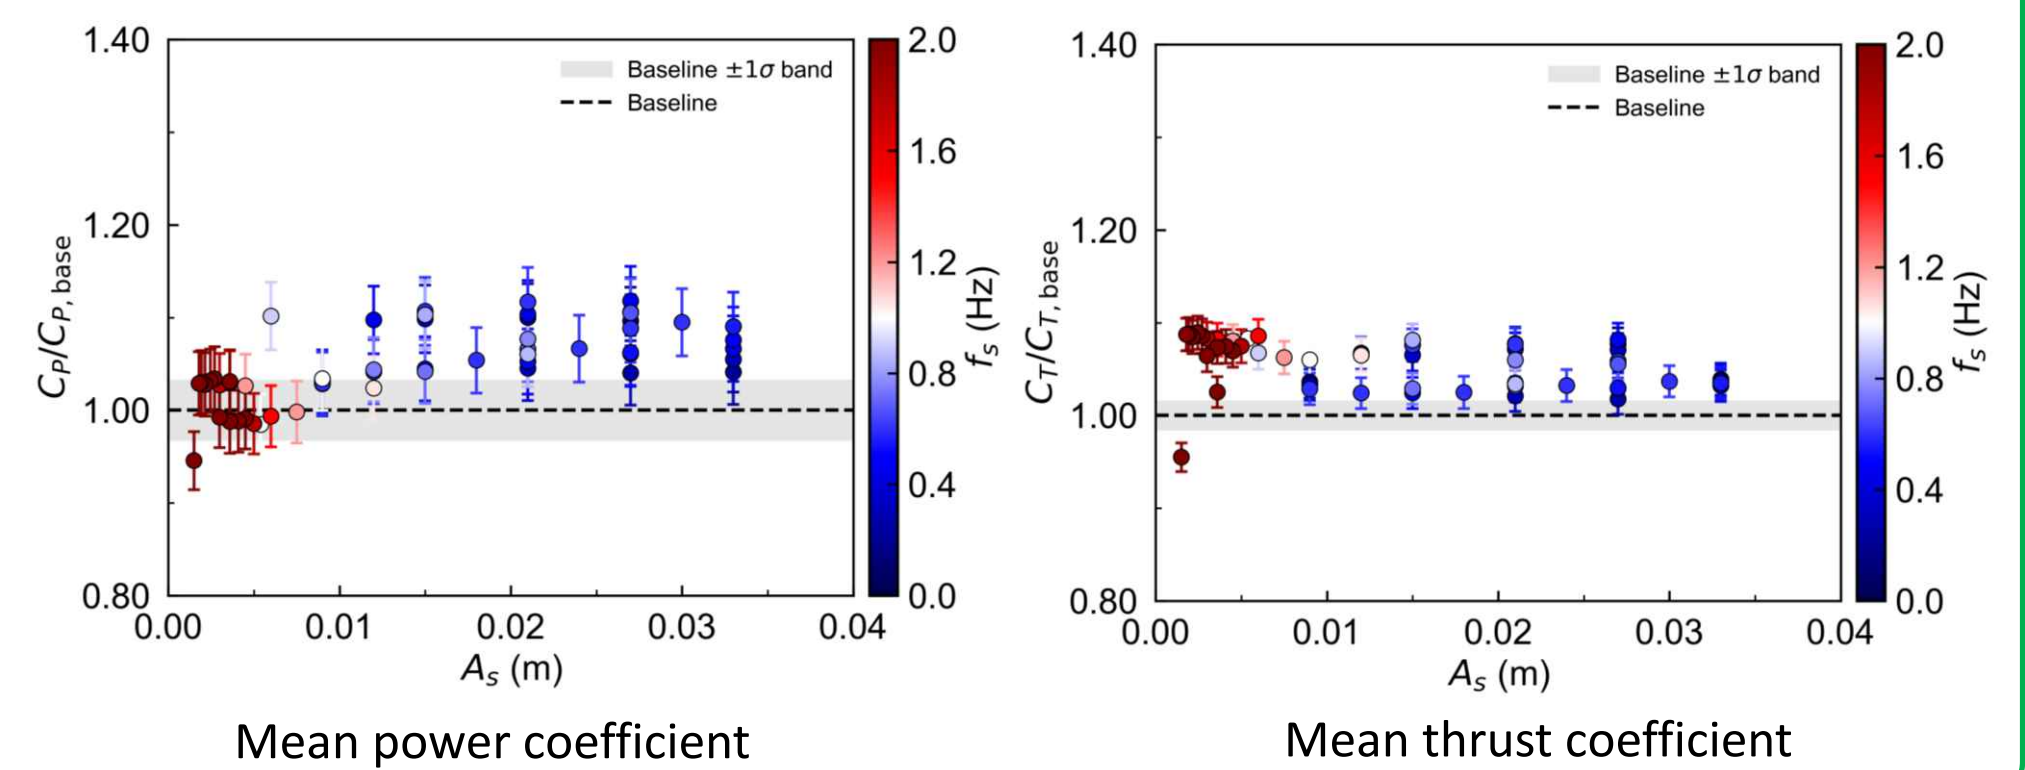 1.40
1.20
1.00
0.80
C_P/C_{P, base}
0.00 0.01 0.02 0.03 0.04
A_s (m)
Baseline ±1σ band
Baseline
2.0
1.6
1.2
0.8
0.4
0.0
f_s (Hz)
Mean power coefficient
1.40
1.20
1.00
0.80
C_T/C_{T, base}
0.00 0.01 0.02 0.03 0.04
A_s (m)
Baseline ±1σ band
Baseline
2.0
1.6
1.2
0.8
0.4
0.0
f_s (Hz)
Mean thrust coefficient